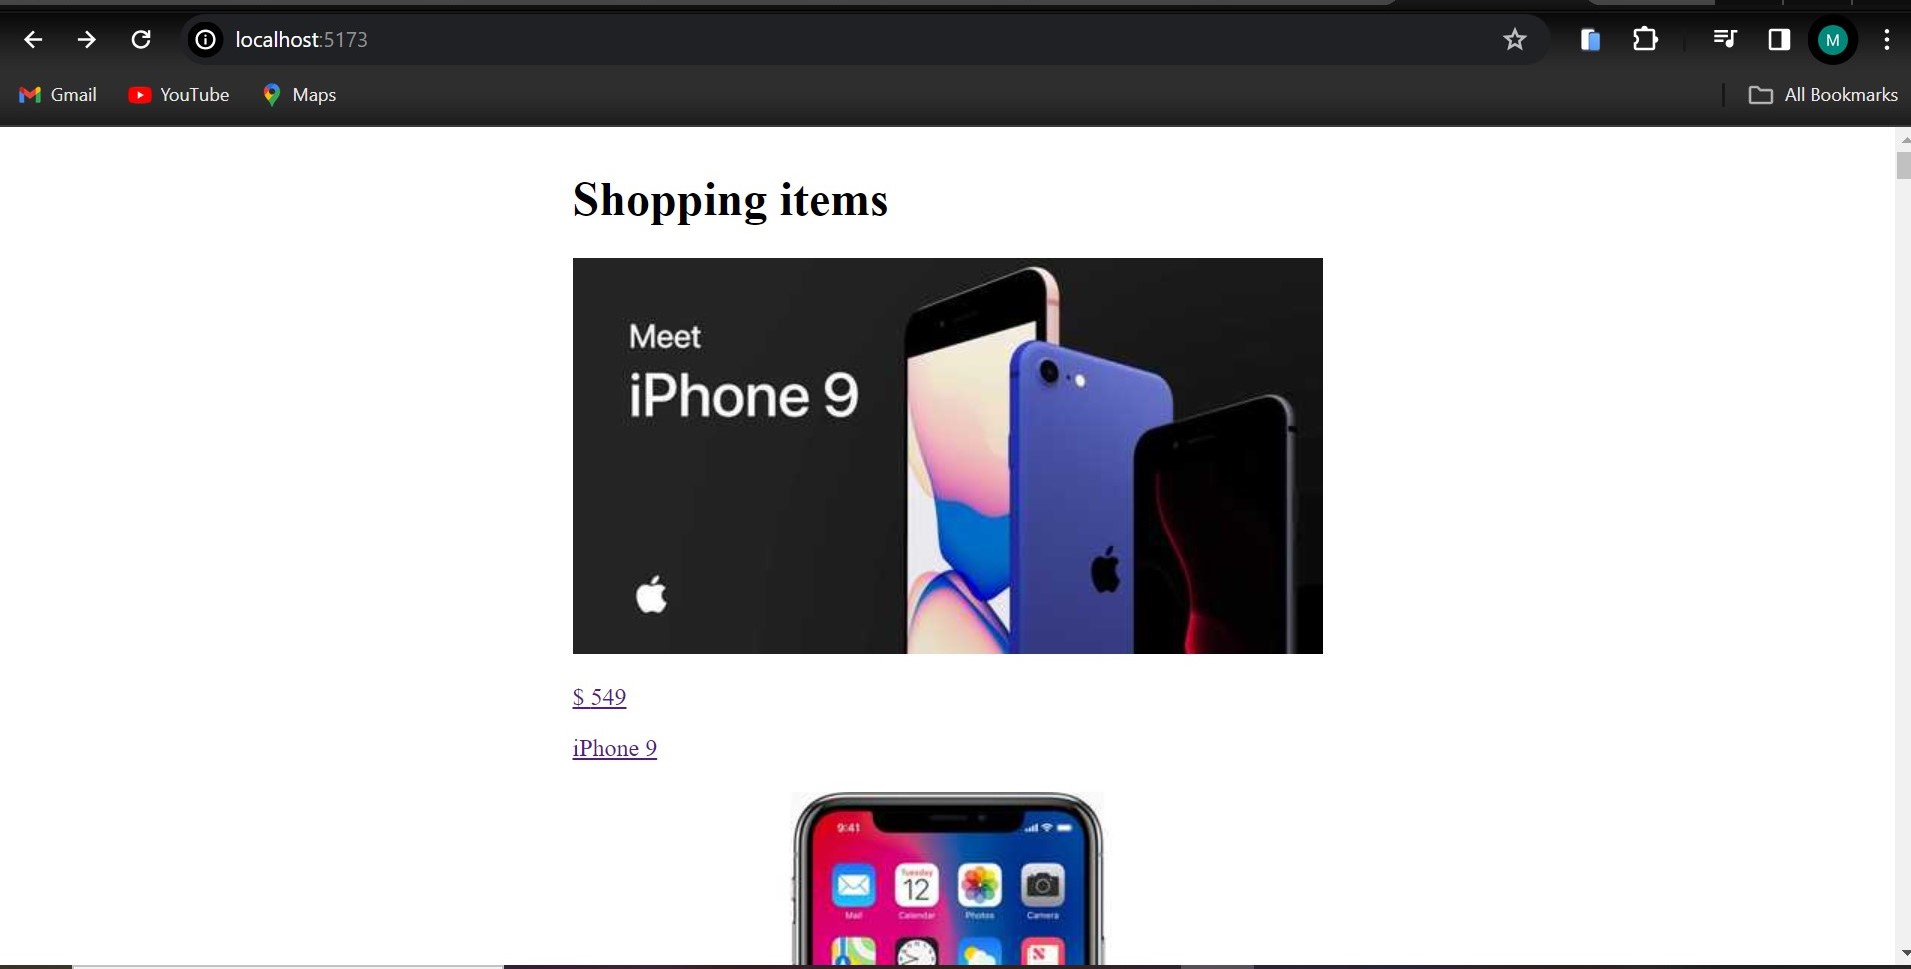 localhost:5173
M
Gmail
YouTube
Maps
All Bookmarks
Shopping items
Meet
iPhone 9
$ 549
iPhone 9
9:41
Tuesday
12
Mail
Calendar
Photos
Camera
N